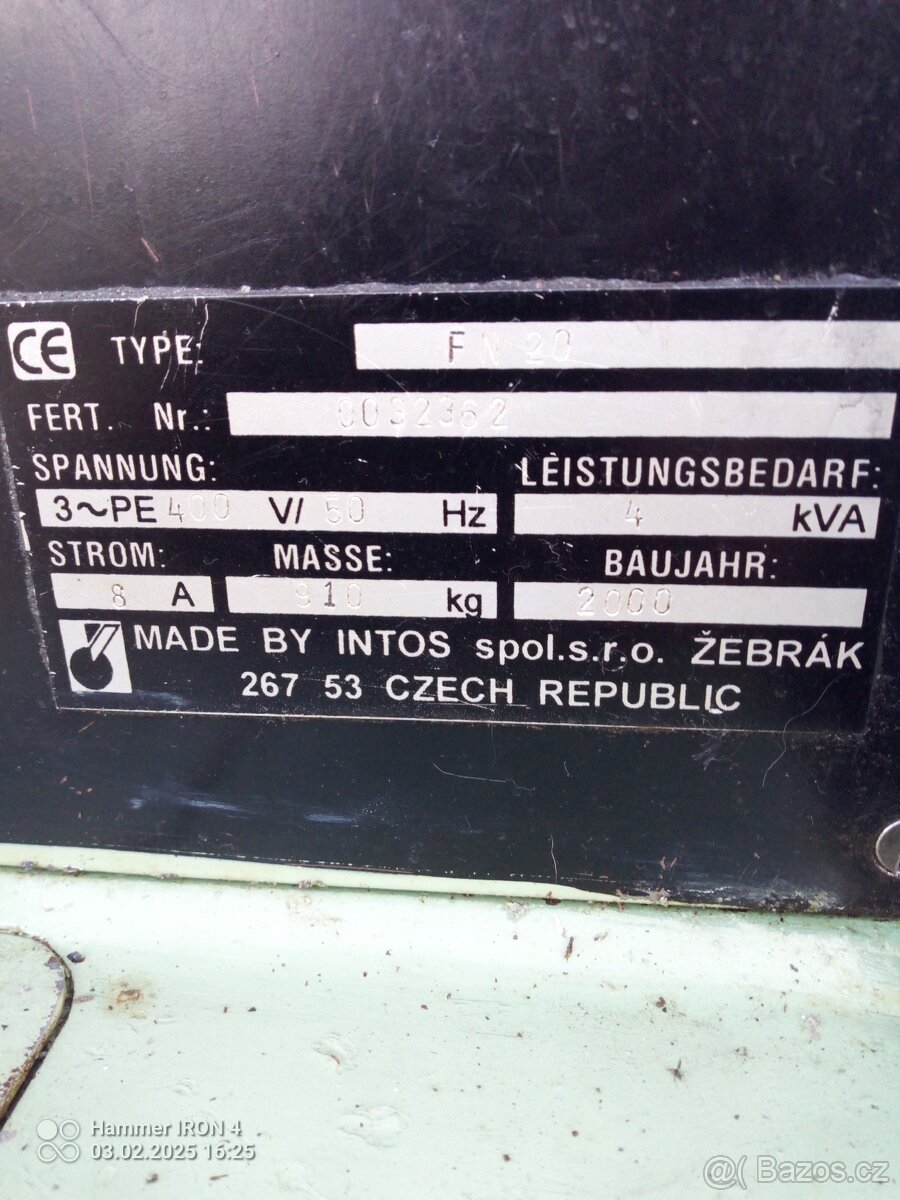 CE TYPE: FN 20
FERT. Nr.: 0032362
SPANNUNG: LEISTUNGSBEDARF:
3~PE 400 V/ 50 Hz 4 kVA
STROM: MASSE: BAUJAHR:
8 A 910 kg 2000
MADE BY INTOS spol.s.r.o. ŽEBRÁK
267 53 CZECH REPUBLIC
Hammer IRON 4
03.02.2025 16:25
@ Bazos.cz